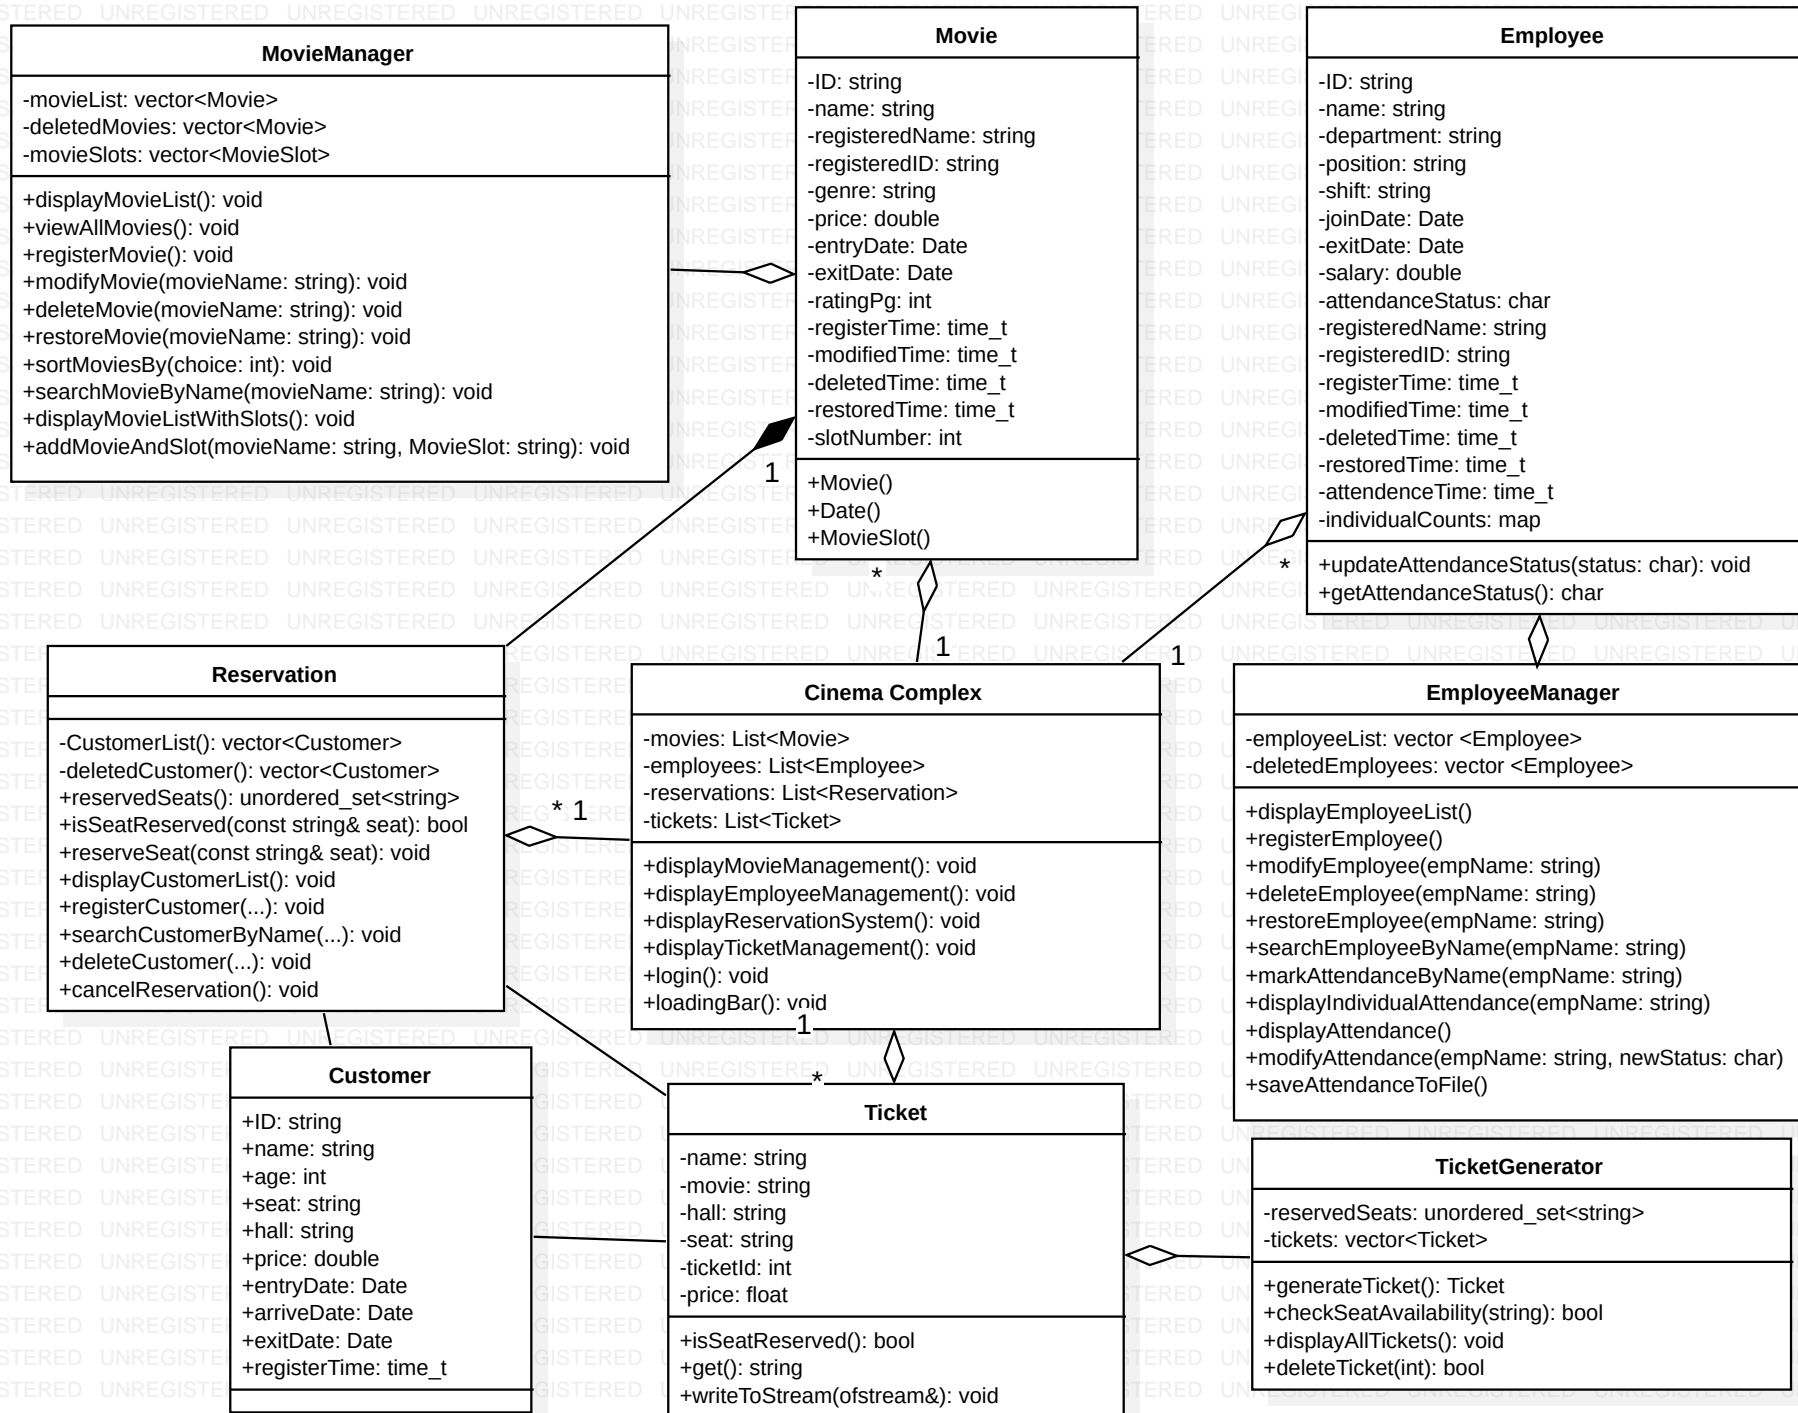 MovieManager
-movieList: vector<Movie>
-deletedMovies: vector<Movie>
-movieSlots: vector<MovieSlot>
+displayMovieList(): void
+viewAllMovies(): void
+registerMovie(): void
+modifyMovie(movieName: string): void
+deleteMovie(movieName: string): void
+restoreMovie(movieName: string): void
+sortMoviesBy(choice: int): void
+searchMovieByName(movieName: string): void
+displayMovieListWithSlots(): void
+addMovieAndSlot(movieName: string, MovieSlot: string): void
Movie
-ID: string
-name: string
-registeredName: string
-registeredID: string
-genre: string
-price: double
-entryDate: Date
-exitDate: Date
-ratingPg: int
-registerTime: time_t
-modifiedTime: time_t
-deletedTime: time_t
-restoredTime: time_t
-slotNumber: int
+Movie()
+Date()
+MovieSlot()
Employee
-ID: string
-name: string
-department: string
-position: string
-shift: string
-joinDate: Date
-exitDate: Date
-salary: double
-attendanceStatus: char
-registeredName: string
-registeredID: string
-registerTime: time_t
-modifiedTime: time_t
-deletedTime: time_t
-restoredTime: time_t
-attendenceTime: time_t
-individualCounts: map
+updateAttendanceStatus(status: char): void
+getAttendanceStatus(): char
1
*
1
*
1
Reservation
-CustomerList(): vector<Customer>
-deletedCustomer(): vector<Customer>
+reservedSeats(): unordered_set<string>
+isSeatReserved(const string& seat): bool
+reserveSeat(const string& seat): void
+displayCustomerList(): void
+registerCustomer(...): void
+searchCustomerByName(...): void
+deleteCustomer(...): void
+cancelReservation(): void
* 1
Cinema Complex
-movies: List<Movie>
-employees: List<Employee>
-reservations: List<Reservation>
-tickets: List<Ticket>
+displayMovieManagement(): void
+displayEmployeeManagement(): void
+displayReservationSystem(): void
+displayTicketManagement(): void
+login(): void
+loadingBar(): void
1
*
EmployeeManager
-employeeList: vector <Employee>
-deletedEmployees: vector <Employee>
+displayEmployeeList()
+registerEmployee()
+modifyEmployee(empName: string)
+deleteEmployee(empName: string)
+restoreEmployee(empName: string)
+searchEmployeeByName(empName: string)
+markAttendanceByName(empName: string)
+displayIndividualAttendance(empName: string)
+displayAttendance()
+modifyAttendance(empName: string, newStatus: char)
+saveAttendanceToFile()
Customer
+ID: string
+name: string
+age: int
+seat: string
+hall: string
+price: double
+entryDate: Date
+arriveDate: Date
+exitDate: Date
+registerTime: time_t
Ticket
-name: string
-movie: string
-hall: string
-seat: string
-ticketId: int
-price: float
+isSeatReserved(): bool
+get(): string
+writeToStream(ofstream&): void
TicketGenerator
-reservedSeats: unordered_set<string>
-tickets: vector<Ticket>
+generateTicket(): Ticket
+checkSeatAvailability(string): bool
+displayAllTickets(): void
+deleteTicket(int): bool